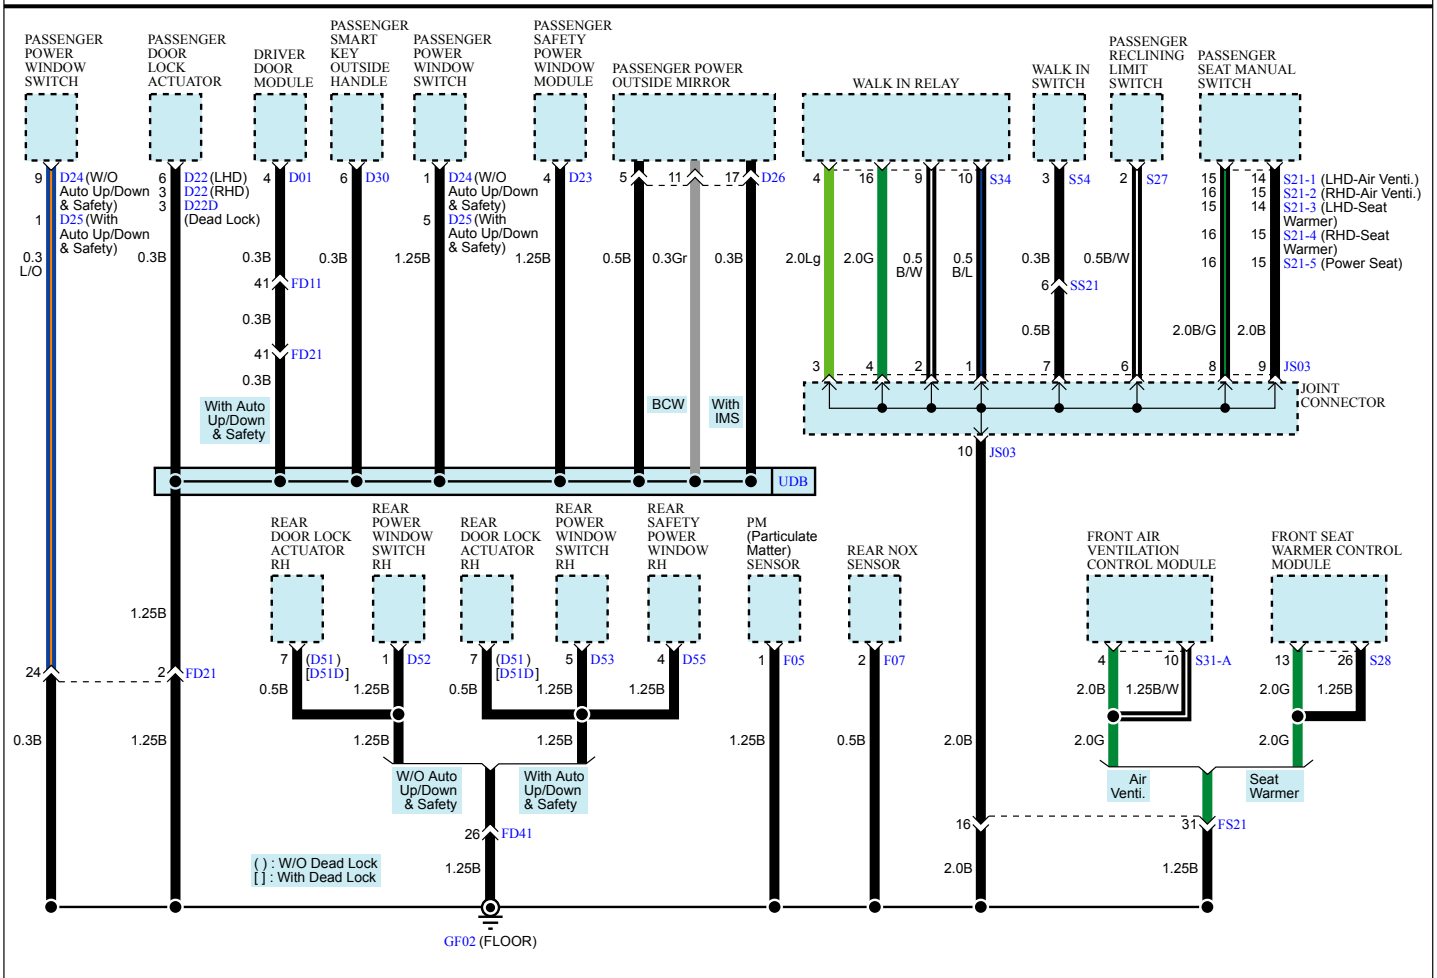 PASSENGER
POWER
WINDOW
SWITCH
PASSENGER
DOOR
LOCK
ACTUATOR
DRIVER
DOOR
MODULE
PASSENGER
SMART
KEY
OUTSIDE
HANDLE
PASSENGER
POWER
WINDOW
SWITCH
PASSENGER
SAFETY
POWER
WINDOW
MODULE
PASSENGER POWER
OUTSIDE MIRROR
WALK IN RELAY
WALK IN
SWITCH
PASSENGER
RECLINING
LIMIT
SWITCH
PASSENGER
SEAT MANUAL
SWITCH
9 D24 (W/O
Auto Up/Down
& Safety)
1 D25 (With
Auto Up/Down
& Safety)
0.3
L/O
6 D22 (LHD)
3 D22 (RHD)
3 D22D
(Dead Lock)
0.3B
4 D01
0.3B
41 FD11
0.3B
41 FD21
0.3B
With Auto
Up/Down
& Safety
6 D30
0.3B
1 D24 (W/O
Auto Up/Down
& Safety)
5 D25 (With
Auto Up/Down
& Safety)
1.25B
4 D23
1.25B
5 11 17 D26
0.5B 0.3Gr 0.3B
BCW
With
IMS
4 16 9 10 S34
2.0Lg 2.0G 0.5
B/W 0.5
B/L
3 S54
0.3B
6 SS21
0.5B
2 S27
0.5B/W
15 14 S21-1 (LHD-Air Venti.)
16 15 S21-2 (RHD-Air Venti.)
15 14 S21-3 (LHD-Seat
Warmer)
16 15 S21-4 (RHD-Seat
Warmer)
16 15 S21-5 (Power Seat)
2.0B/G 2.0B
3 4 2 1 7 6 8 9 JS03
JOINT
CONNECTOR
10 JS03
UDB
REAR
DOOR LOCK
ACTUATOR
RH
REAR
POWER
WINDOW
SWITCH
RH
REAR
DOOR LOCK
ACTUATOR
RH
REAR
POWER
WINDOW
SWITCH
RH
REAR
SAFETY
POWER
WINDOW
RH
PM
(Particulate
Matter)
SENSOR
REAR NOX
SENSOR
FRONT AIR
VENTILATION
CONTROL MODULE
FRONT SEAT
WARMER CONTROL
MODULE
1.25B
7 (D51)
[D51D]
0.5B
1 D52
1.25B
7 (D51)
[D51D]
0.5B
5 D53
1.25B
4 D55
1.25B
1 F05
2 F07
4 10 S31-A
2.0B 1.25B/W
13 26 S28
2.0G 1.25B
24 2 FD21
0.3B 1.25B 1.25B 1.25B 1.25B 0.5B 2.0B 2.0G 2.0G
W/O Auto
Up/Down
& Safety
With Auto
Up/Down
& Safety
Air
Venti.
Seat
Warmer
26 FD41
16 31 FS21
( ) : W/O Dead Lock
[ ] : With Dead Lock
1.25B 2.0B 1.25B
GF02 (FLOOR)